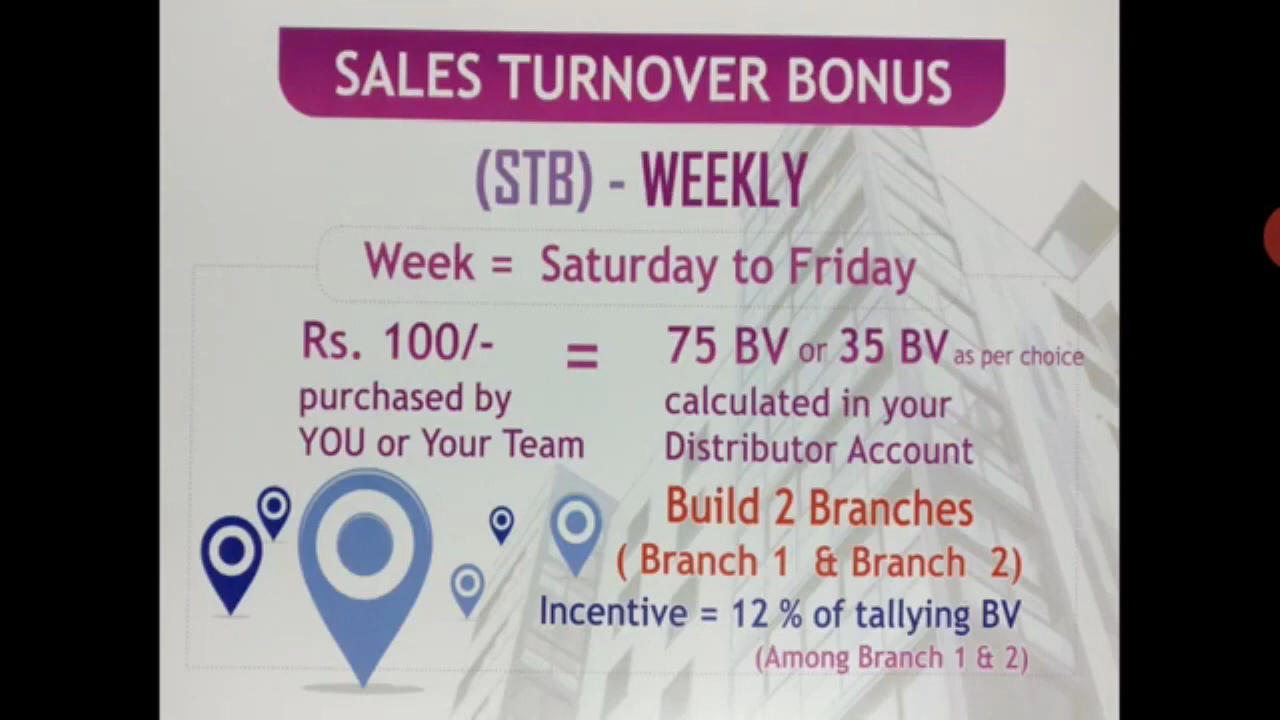 SALES TURNOVER BONUS
(STB) - WEEKLY
Week = Saturday to Friday
Rs. 100/- = 75 BV or 35 BV as per choice
purchased by calculated in your
YOU or Your Team Distributor Account
Build 2 Branches
( Branch 1 & Branch 2)
Incentive = 12 % of tallying BV
(Among Branch 1 & 2)